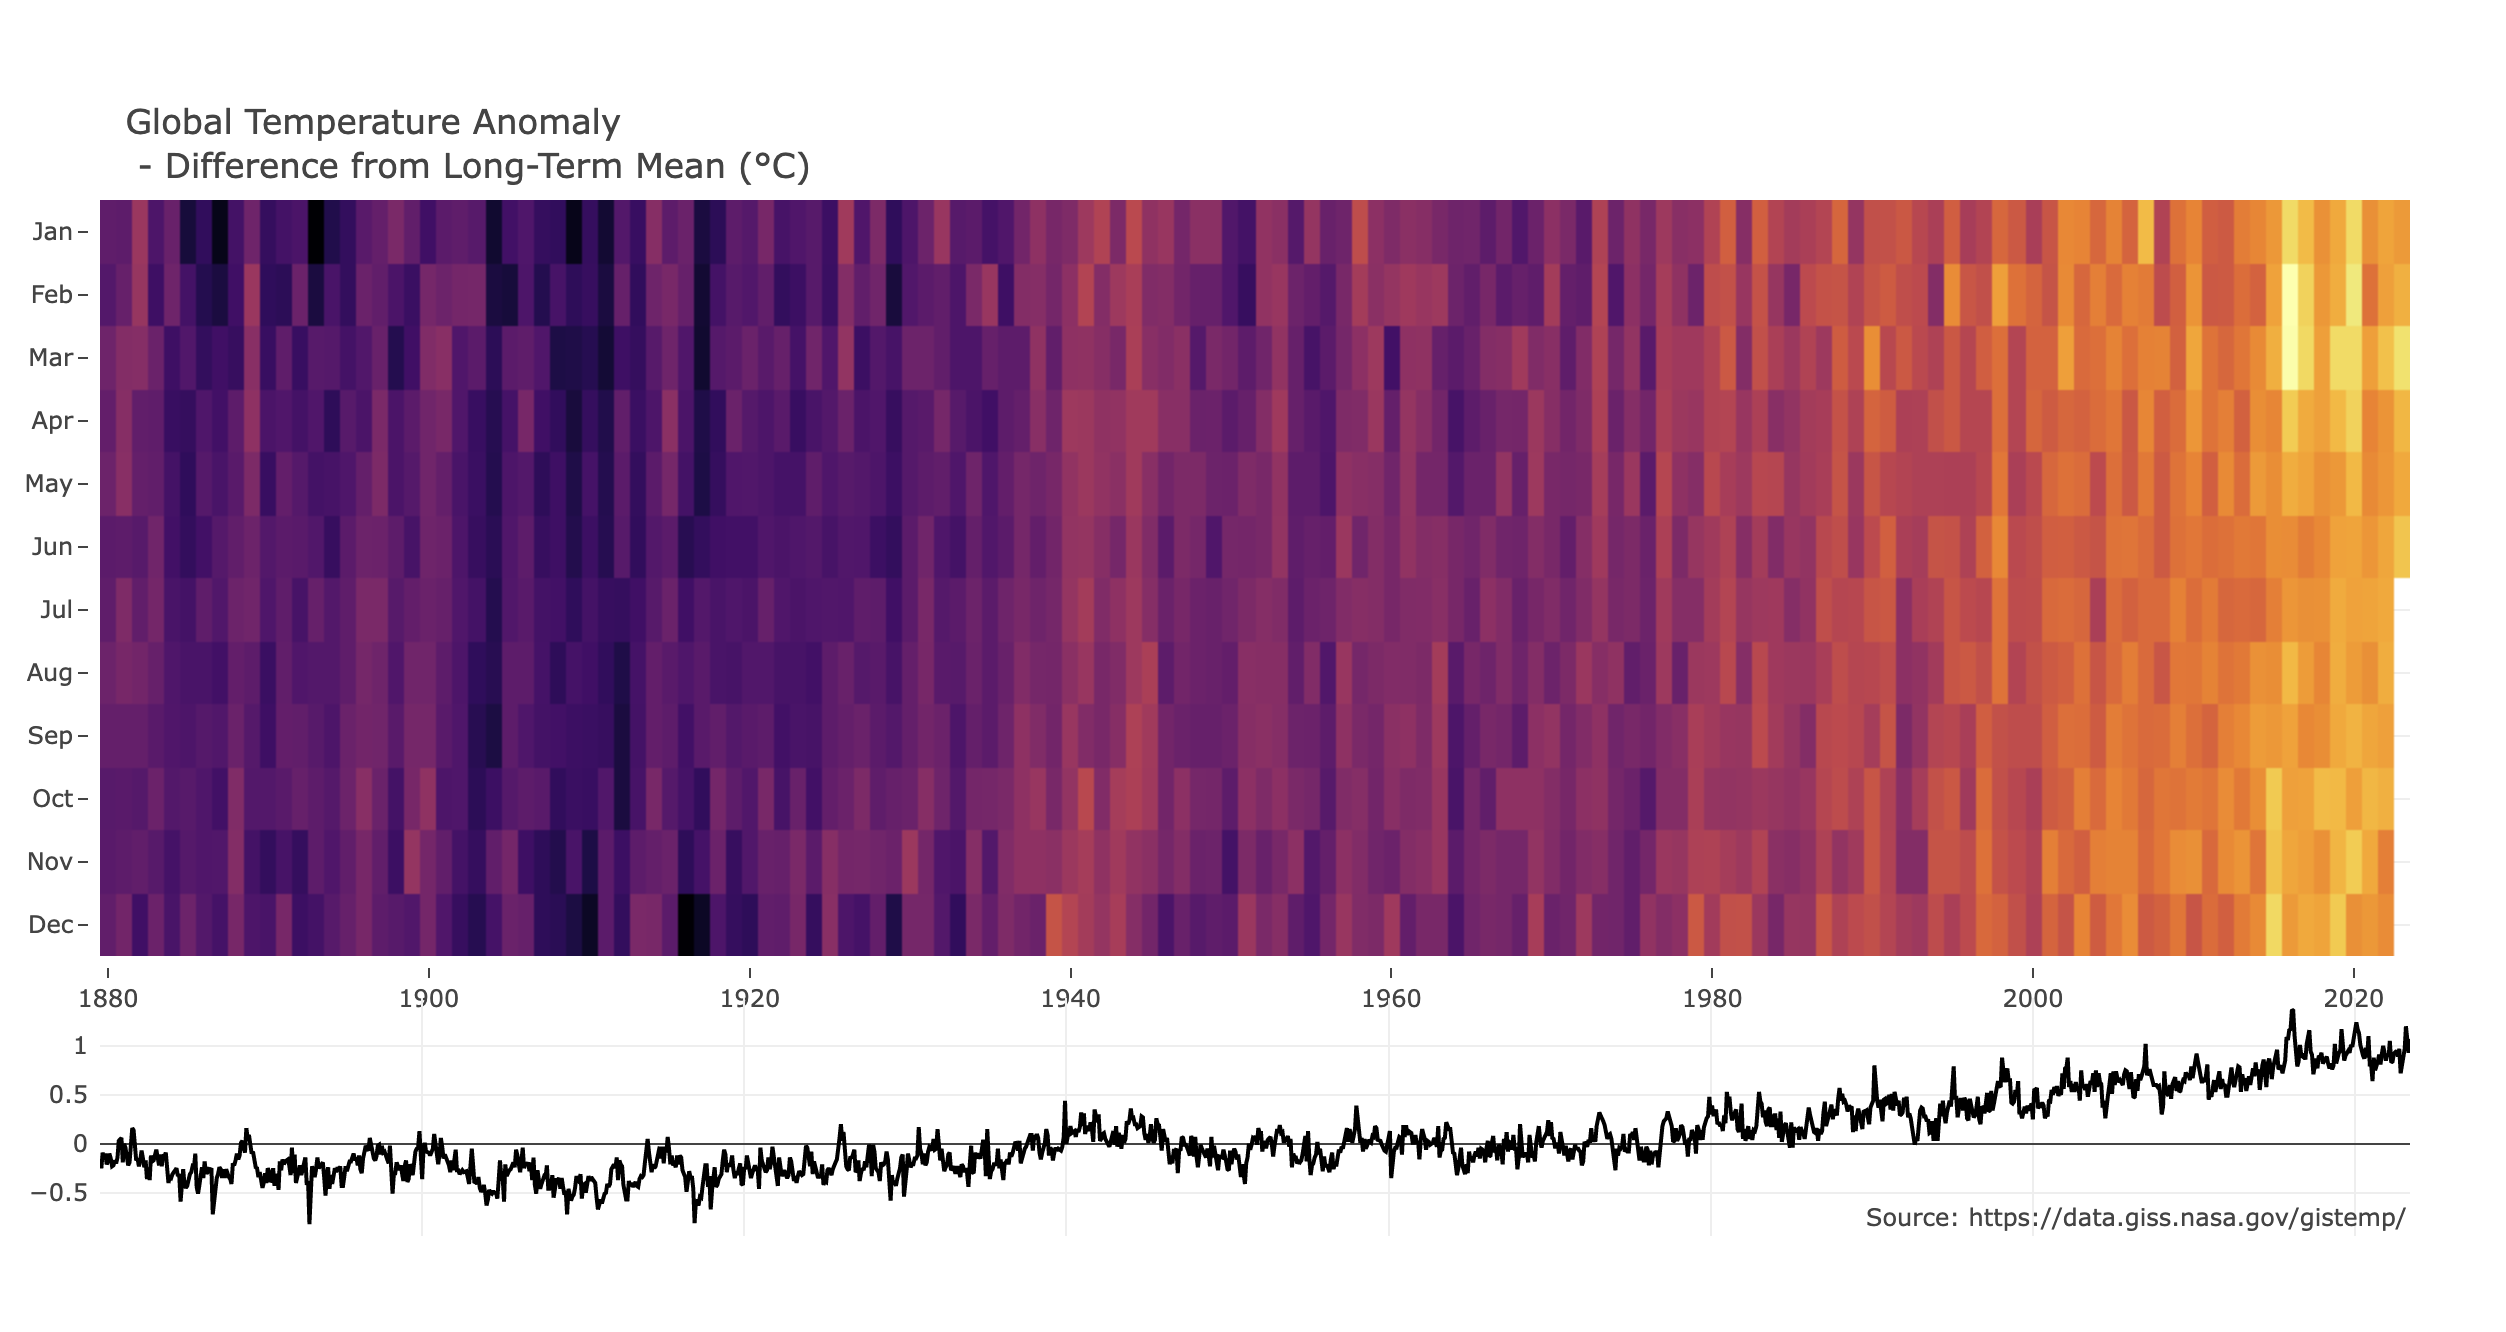 Global Temperature Anomaly
- Difference from Long-Term Mean (°C)
Jan
Feb
Mar
Apr
May
Jun
Jul
Aug
Sep
Oct
Nov
Dec
1880 1900 1920 1940 1960 1980 2000 2020
1
0.5
0
−0.5
Source: https://data.giss.nasa.gov/gistemp/